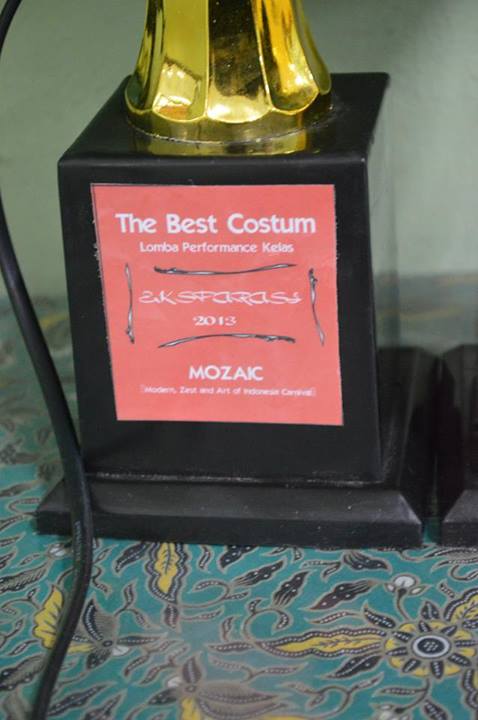 The Best Costum
Lomba Performance Kelas
EKSPARASI
2013
MOZAIC
[Modern, Zest and Art of Indonesia Carnival]